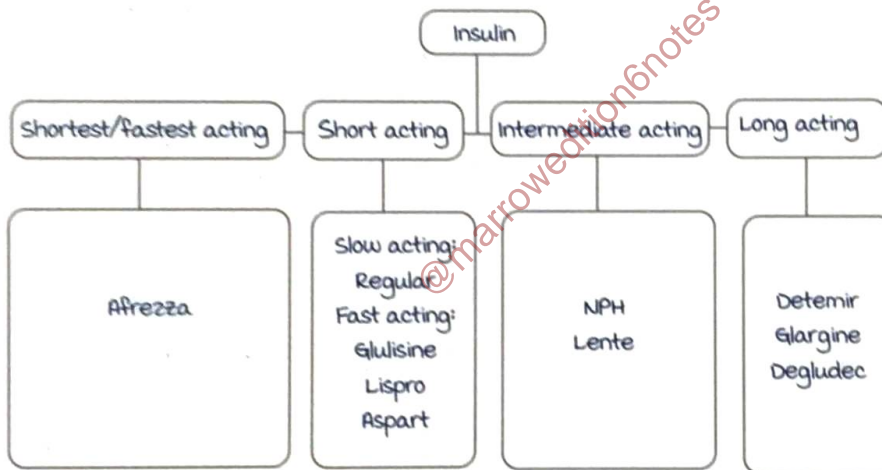 Insulin
Shortest/fastest acting
Short acting
Intermediate acting
Long acting
Afrezza
Slow acting:
Regular
Fast acting:
Glulisine
Lispro
Aspart
NPH
Lente
Detemir
Glargine
Degludec
@marrowedition6notes